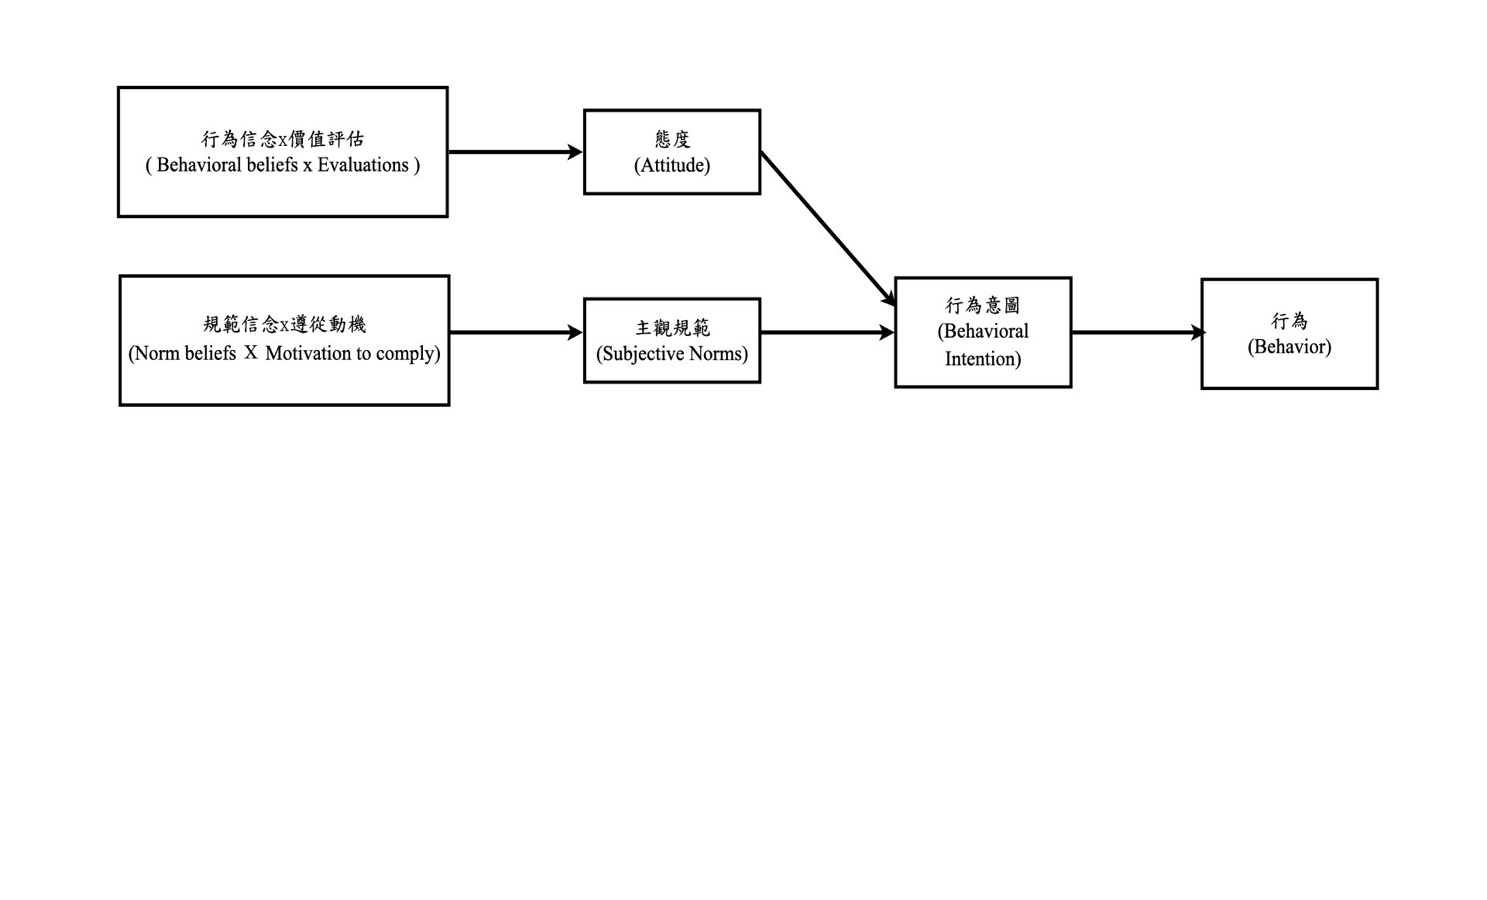 行為信念x價值評估
( Behavioral beliefs x Evaluations )
態度
(Attitude)
規範信念x遵從動機
(Norm beliefs X Motivation to comply)
主觀規範
(Subjective Norms)
行為意圖
(Behavioral
Intention)
行為
(Behavior)